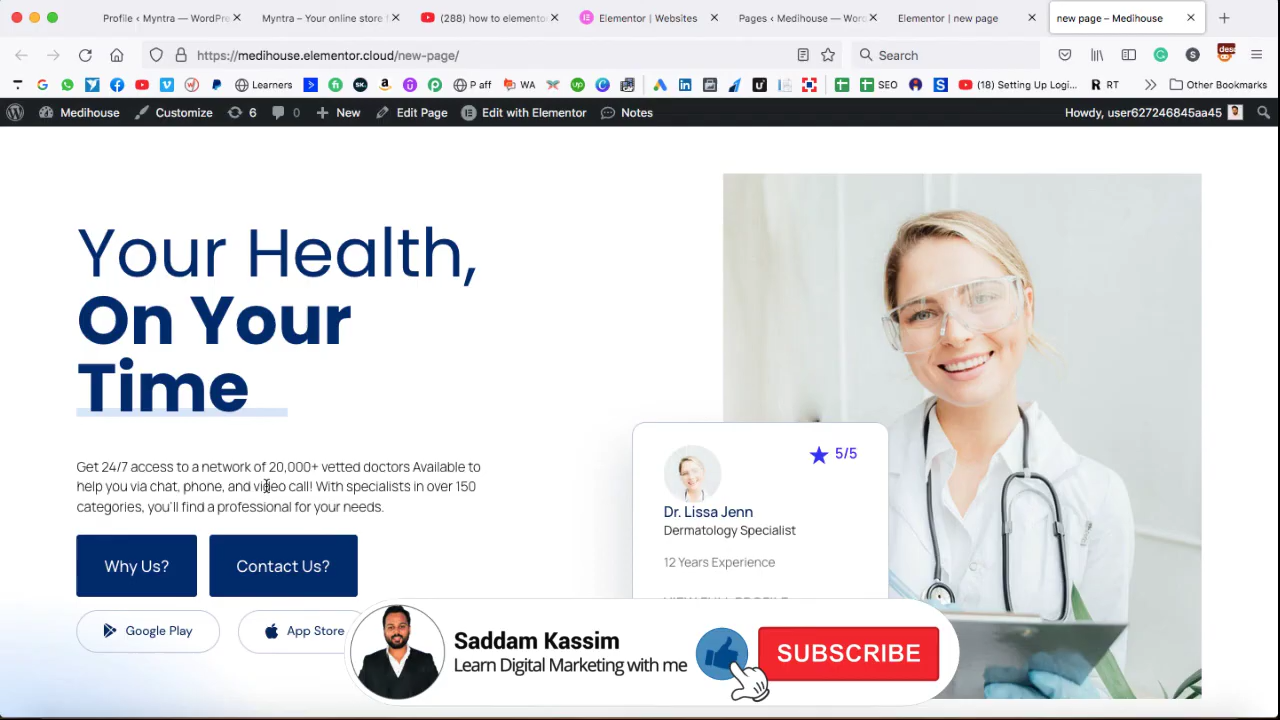 Profile ‹ Myntra — WordPre
Myntra – Your online store f
(288) how to elemento
Elementor | Websites
Pages ‹ Medihouse — Word
Elementor | new page
new page – Medihouse
https://medihouse.elementor.cloud/new-page/
Search
Learners
P aff
WA
SEO
(18) Setting Up Logi...
RT
Other Bookmarks
Medihouse
Customize
6
0
New
Edit Page
Edit with Elementor
Notes
Howdy, user627246845aa45
Your Health,
On Your
Time
Get 24/7 access to a network of 20,000+ vetted doctors Available to
help you via chat, phone, and video call! With specialists in over 150
categories, you'll find a professional for your needs.
Why Us?
Contact Us?
Google Play
App Store
5/5
Dr. Lissa Jenn
Dermatology Specialist
12 Years Experience
Saddam Kassim
Learn Digital Marketing with me
SUBSCRIBE